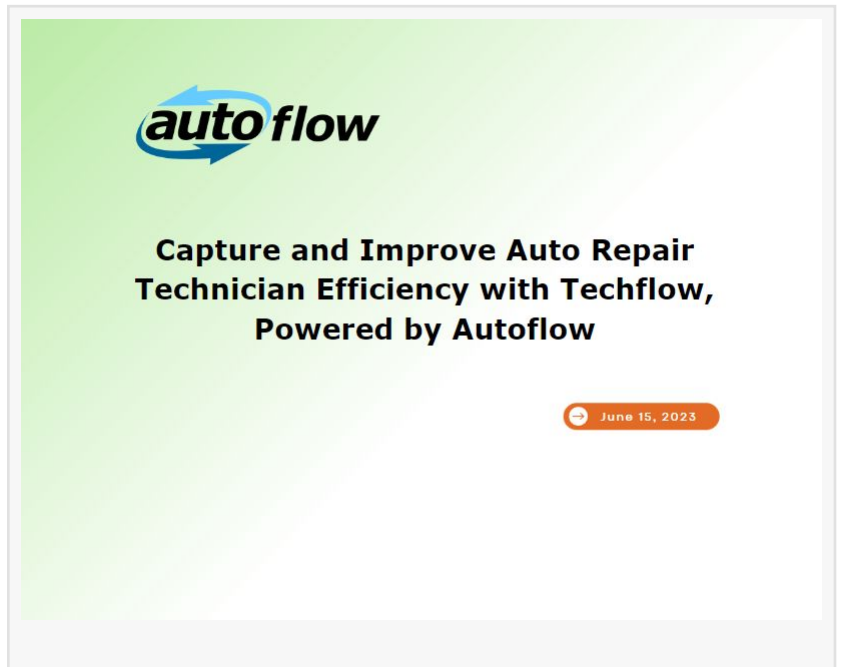 autoflow
Capture and Improve Auto Repair
Technician Efficiency with Techflow,
Powered by Autoflow
June 15, 2023